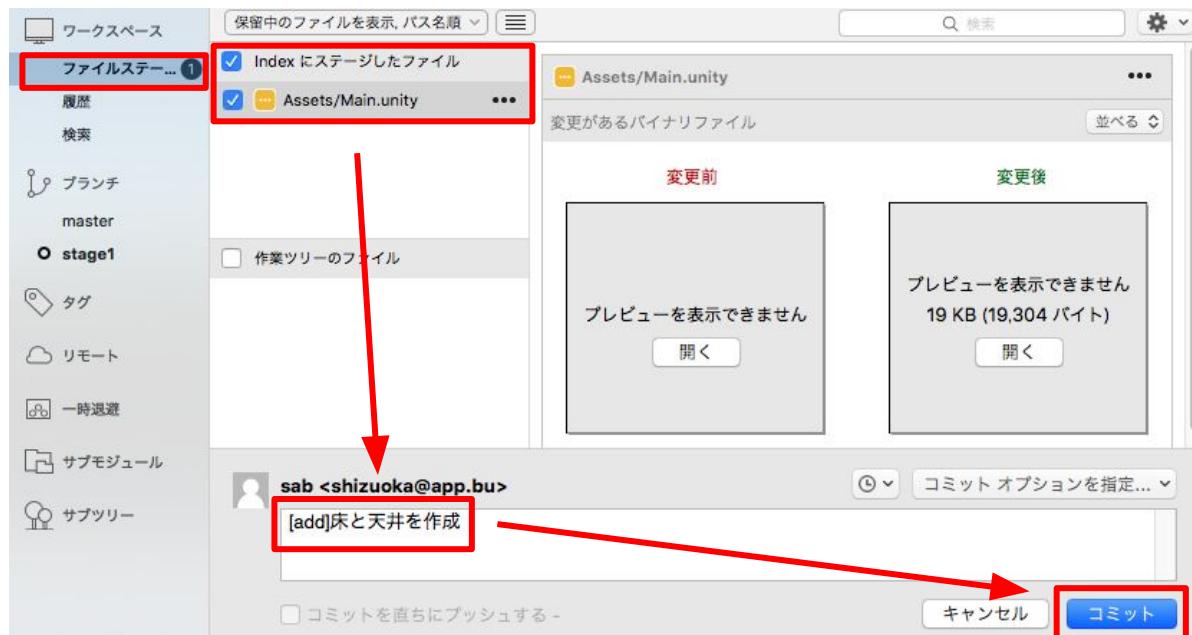 ワークスペース
ファイルステー... 1
履歴
検索
ブランチ
master
stage1
タグ
リモート
一時退避
サブモジュール
サブツリー
保留中のファイルを表示, パス名順
検索
Index にステージしたファイル
Assets/Main.unity •••
作業ツリーのファイル
Assets/Main.unity •••
変更があるバイナリファイル
並べる
変更前
変更後
プレビューを表示できません
開く
プレビューを表示できません
19 KB (19,304 バイト)
開く
sab <shizuoka@app.bu>
コミット オプションを指定...
[add]床と天井を作成
コミットを直ちにプッシュする -
キャンセル
コミット